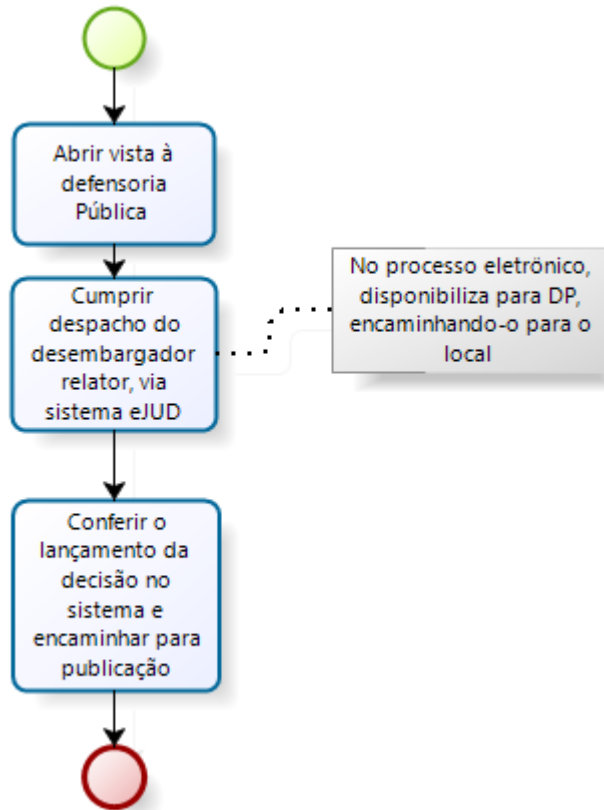 Abrir vista à
defensoria
Pública
Cumprir
despacho do
desembargador
relator, via
sistema eJUD
No processo eletrönico,
disponibiliza para DP,
encaminhando-o para o
local
Conferir o
lançamento da
decisão no
sistema e
encaminhar para
publicação